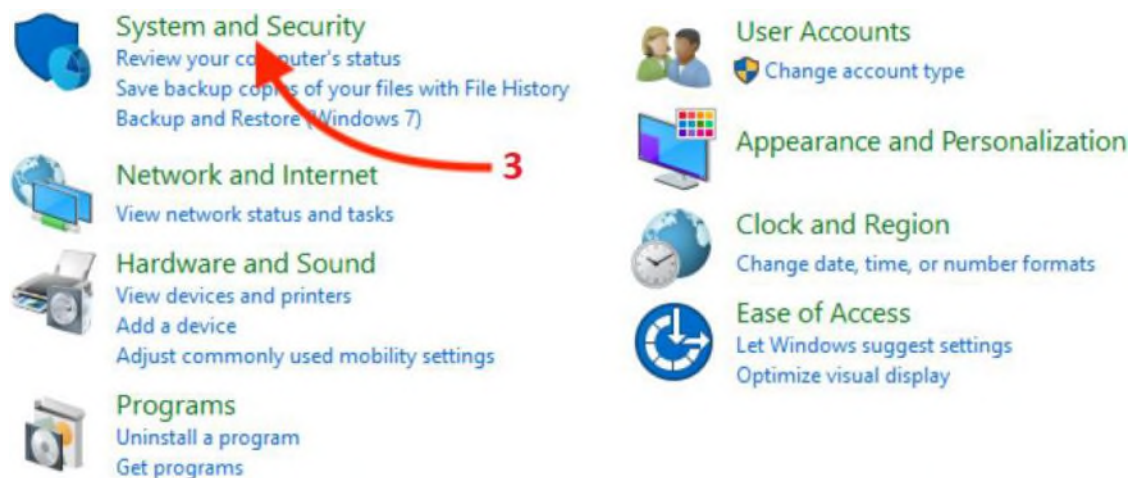 System and Security
Review your computer's status
Save backup copies of your files with File History
Backup and Restore (Windows 7)
3
Network and Internet
View network status and tasks
Hardware and Sound
View devices and printers
Add a device
Adjust commonly used mobility settings
Programs
Uninstall a program
Get programs
User Accounts
Change account type
Appearance and Personalization
Clock and Region
Change date, time, or number formats
Ease of Access
Let Windows suggest settings
Optimize visual display